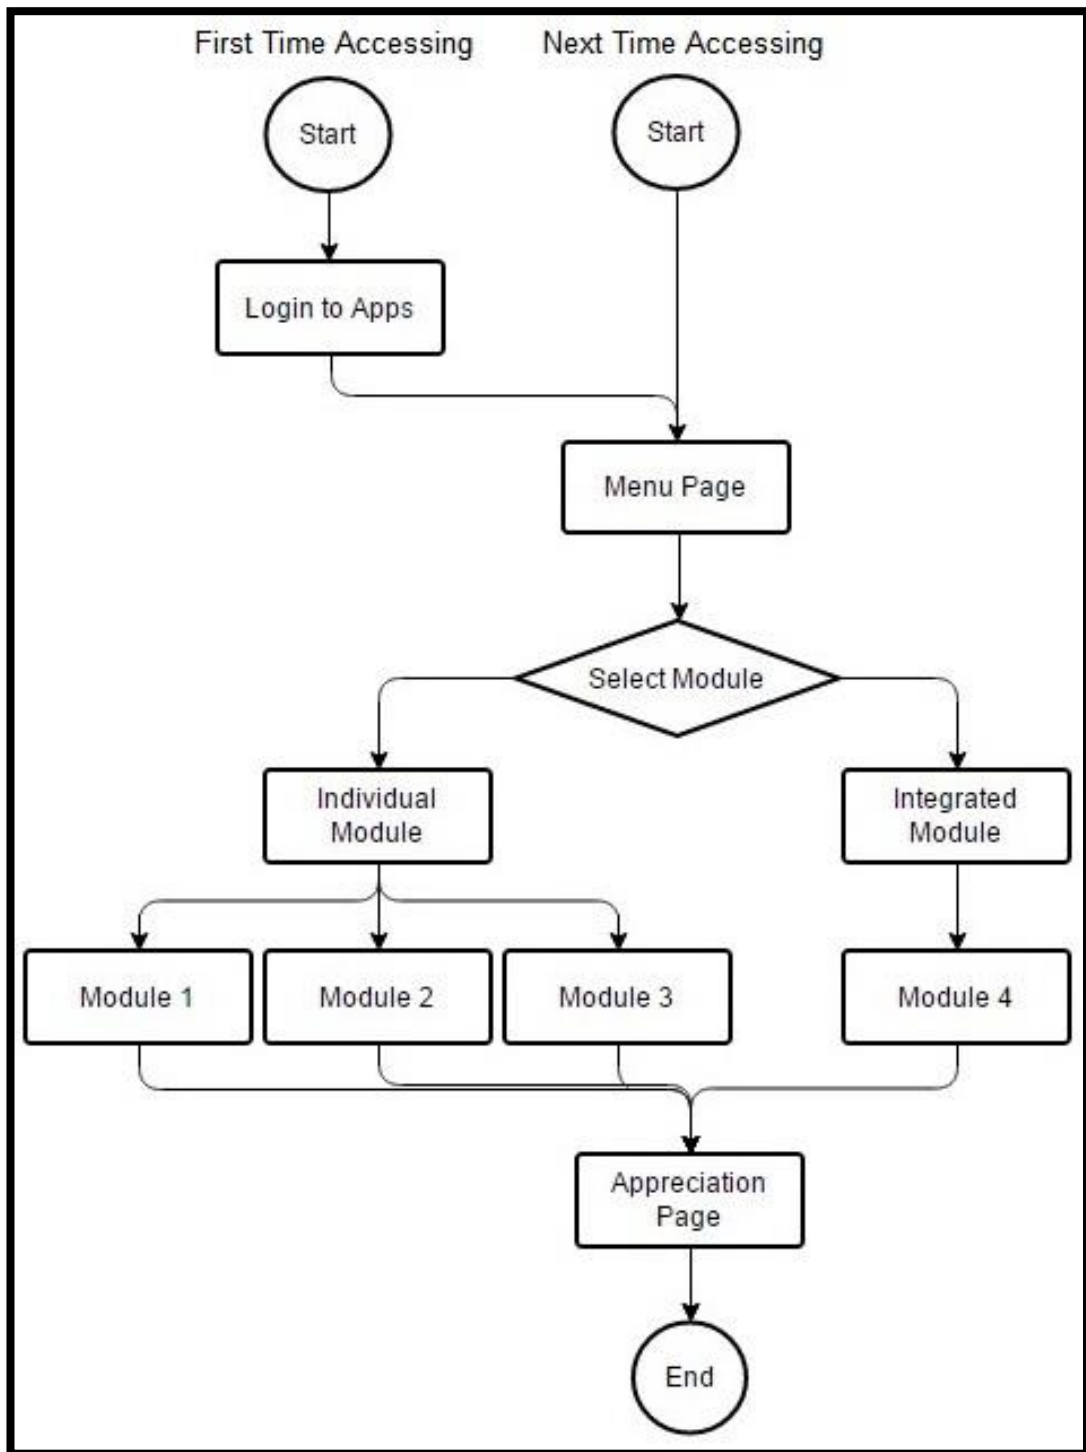 First Time Accessing
Next Time Accessing
Start
Start
Login to Apps
Menu Page
Select Module
Individual
Module
Integrated
Module
Module 1
Module 2
Module 3
Module 4
Appreciation
Page
End